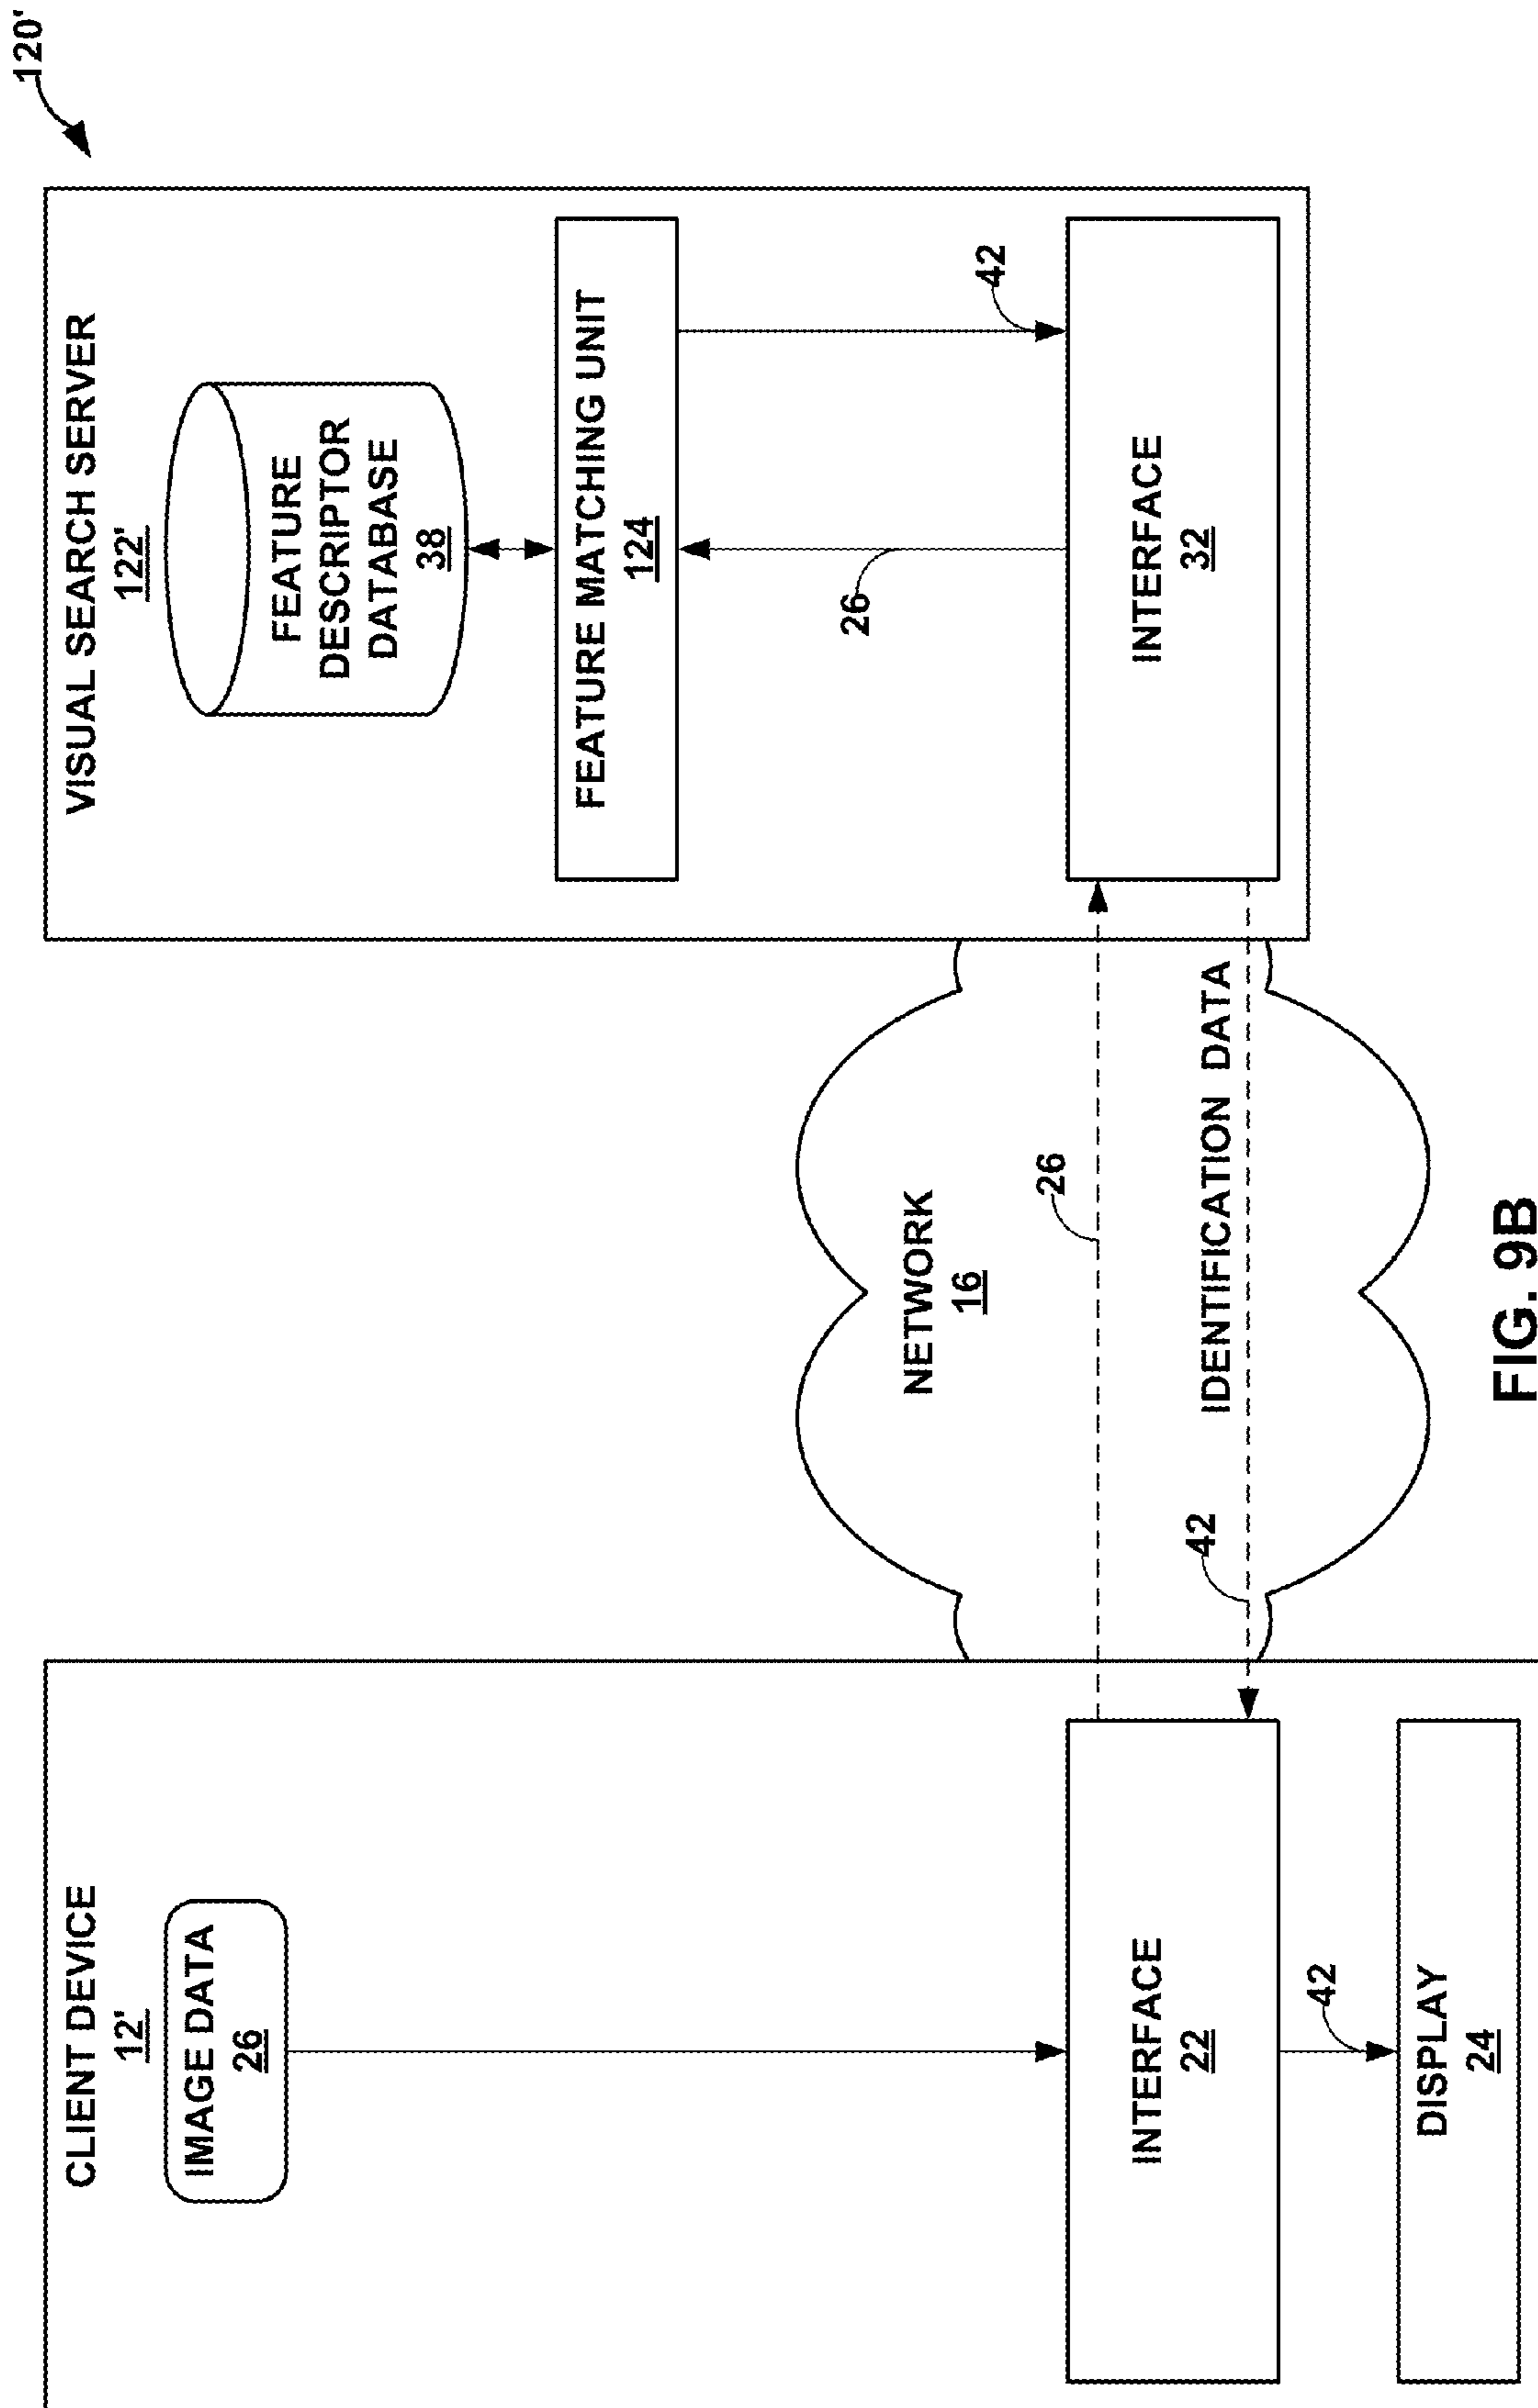 120'
CLIENT DEVICE
12'
IMAGE DATA
26
INTERFACE
22
42
DISPLAY
24
NETWORK
16
26
IDENTIFICATION DATA
42
VISUAL SEARCH SERVER
122'
FEATURE
DESCRIPTOR
DATABASE
38
FEATURE MATCHING UNIT
124
26
42
INTERFACE
32
FIG. 9B